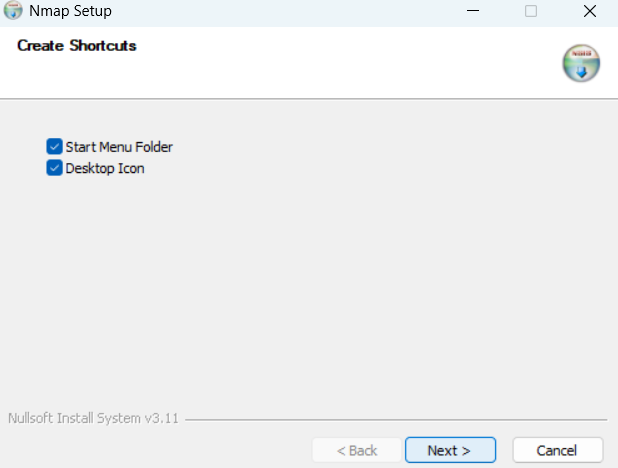 Nmap Setup
Create Shortcuts
Start Menu Folder
Desktop Icon
Nullsoft Install System v3.11
< Back Next > Cancel